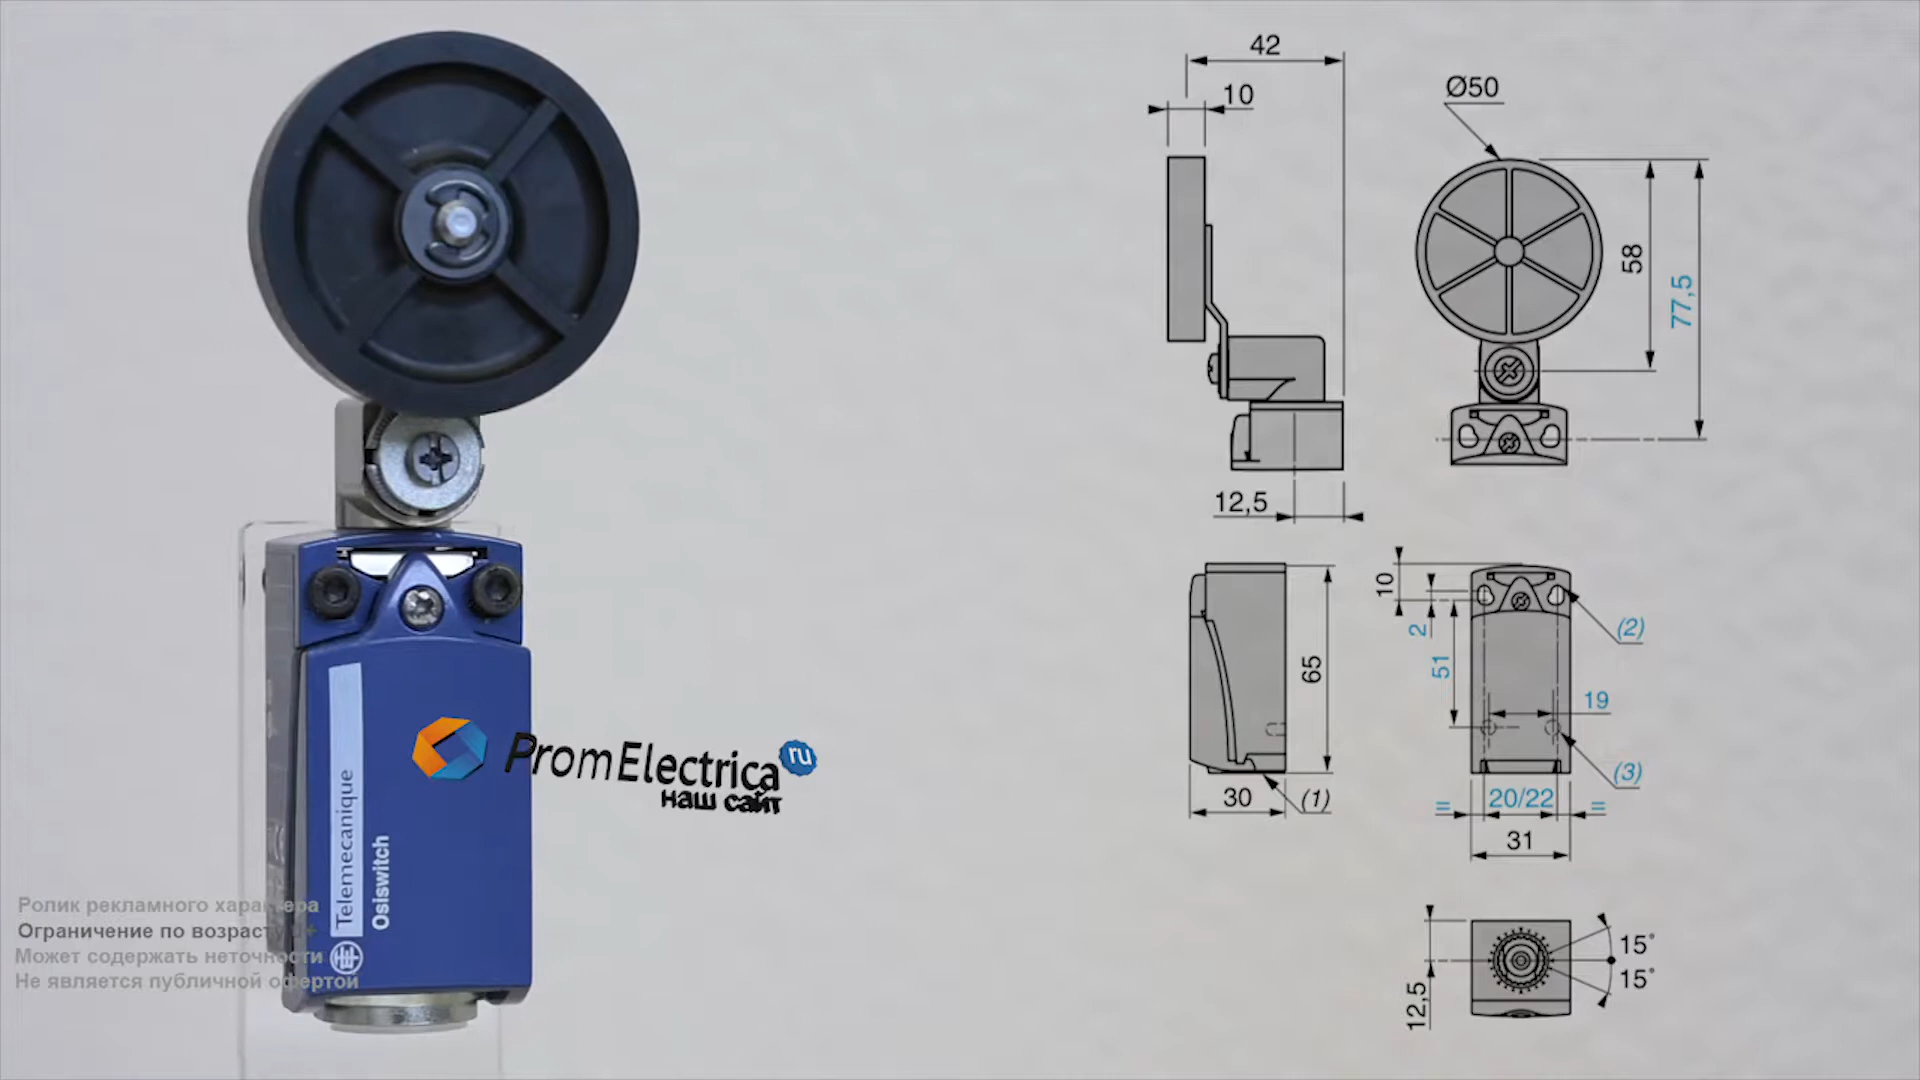 Telemecanique
Osiswitch
PromElectrica ru
наш сайт
Ролик рекламного характера
Ограничение по возрасту
Может содержать неточности
Не является публичной офертой
42
10
Ø50
58
77,5
12,5
10
2
51
65
30
(1)
(2)
19
(3)
= 20/22 =
31
15°
15°
12,5